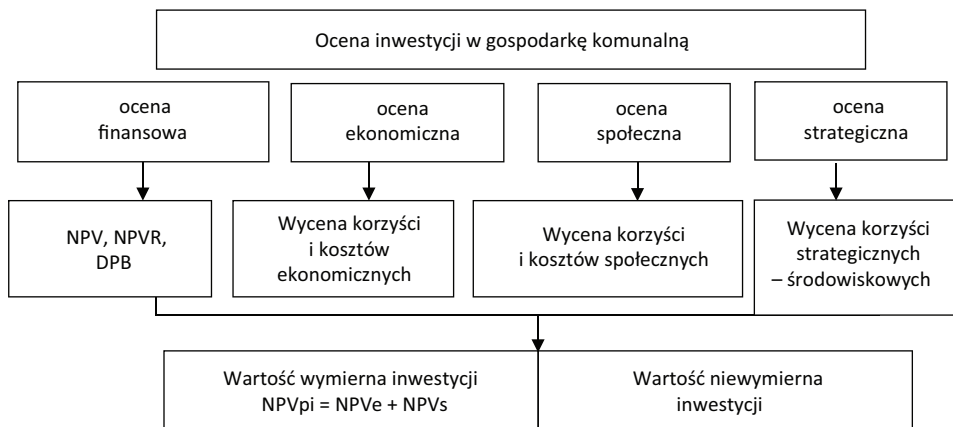 Ocena inwestycji w gospodarkę komunalną
ocena
finansowa
ocena
ekonomiczna
ocena
społeczna
ocena
strategiczna
NPV, NPVR,
DPB
Wycena korzyści
i kosztów
ekonomicznych
Wycena korzyści
i kosztów społecznych
Wycena korzyści
strategicznych
– środowiskowych
Wartość wymierna inwestycji
NPVpi = NPVe + NPVs
Wartość niewymierna
inwestycji